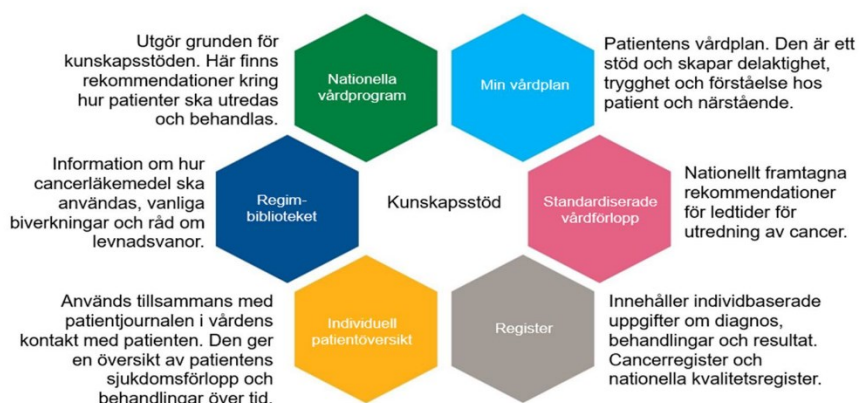 Utgör grunden för
kunskapsstöden. Här finns
rekommendationer kring
hur patienter ska utredas
och behandlas.
Nationella
vårdprogram
Min vårdplan
Patientens vårdplan. Den är ett
stöd och skapar delaktighet,
trygghet och förståelse hos
patient och närstående.
Information om hur
cancerläkemedel ska
användas, vanliga
biverkningar och råd om
levnadsvanor.
Regim-
biblioteket
Kunskapsstöd
Standardiserade
vårdförlopp
Nationellt framtagna
rekommendationer
för ledtider för
utredning av cancer.
Används tillsammans med
patientjournalen i vårdens
kontakt med patienten. Den ger
en översikt av patientens
sjukdomsförlopp och
behandlingar över tid.
Individuell
patientöversikt
Register
Innehåller individbaserade
uppgifter om diagnos,
behandlingar och resultat.
Cancerregister och
nationella kvalitetsregister.